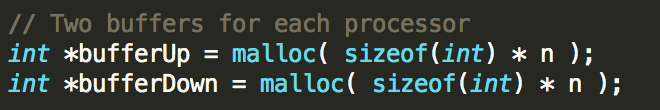 // Two buffers for each processor
int *bufferUp = malloc( sizeof(int) * n );
int *bufferDown = malloc( sizeof(int) * n );